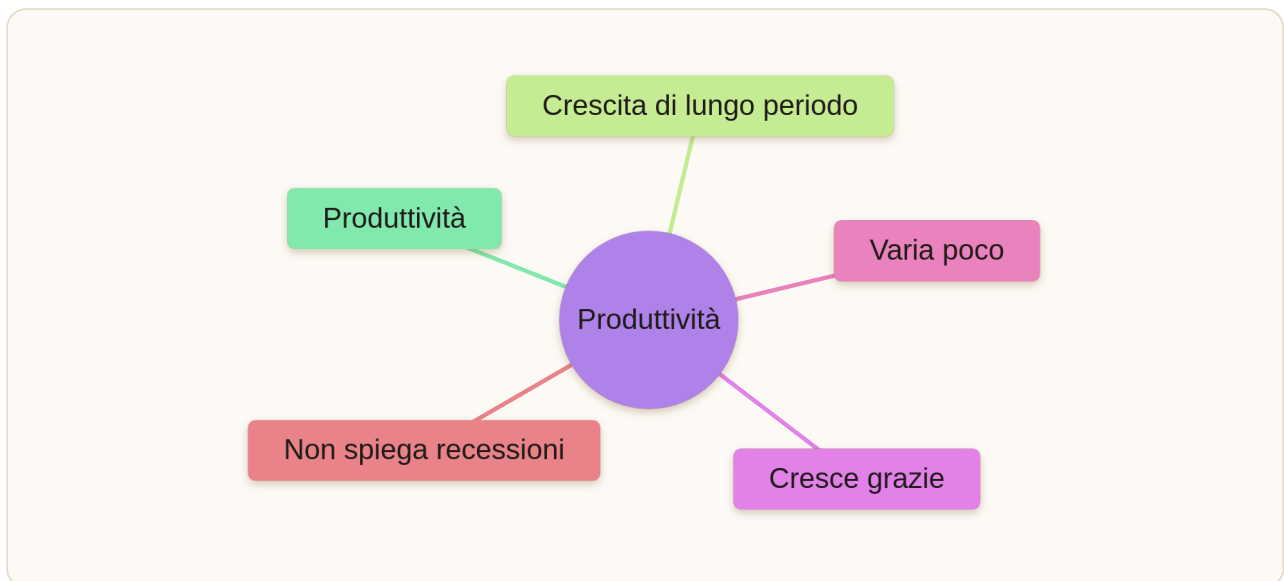 Crescita di lungo periodo
Produttività
Varia poco
Produttività
Non spiega recessioni
Cresce grazie